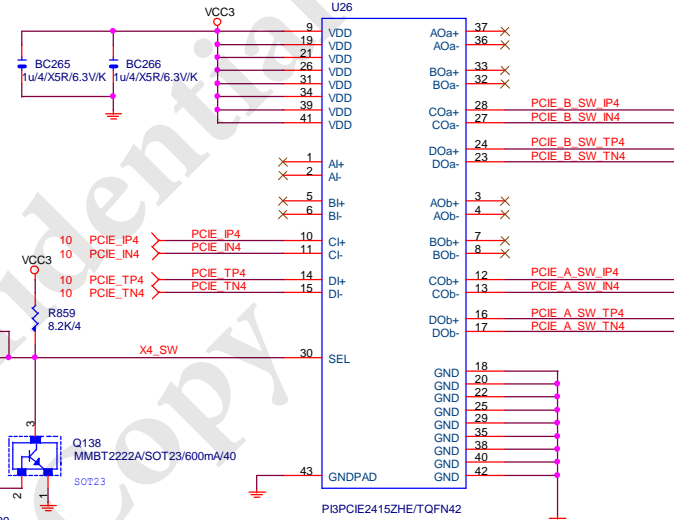 VCC3
U26
BC265
1u/4/X5R/6.3V/K
BC266
1u/4/X5R/6.3V/K
9 VDD
19 VDD
21 VDD
26 VDD
31 VDD
34 VDD
39 VDD
41 VDD
1 AI+
2 AI-
5 BI+
6 BI-
10 PCIE_IP4 PCIE_IP4 10 CI+
10 PCIE_IN4 PCIE_IN4 11 CI-
10 PCIE_TP4 PCIE_TP4 14 DI+
10 PCIE_TN4 PCIE_TN4 15 DI-
VCC3
R859
8.2K/4
X4_SW 30 SEL
3
Q138
MMBT2222A/SOT23/600mA/40
SOT23
2
1
43 GNDPAD
AOa+ 37
AOa- 36
BOa+ 33
BOa- 32
COa+ 28 PCIE_B_SW_IP4
COa- 27 PCIE_B_SW_IN4
DOa+ 24 PCIE_B_SW_TP4
DOa- 23 PCIE_B_SW_TN4
AOb+ 3
AOb- 4
BOb+ 7
BOb- 8
COb+ 12 PCIE_A_SW_IP4
COb- 13 PCIE_A_SW_IN4
DOb+ 16 PCIE_A_SW_TP4
DOb- 17 PCIE_A_SW_TN4
GND 18
GND 20
GND 22
GND 25
GND 29
GND 35
GND 38
GND 40
GND 42
PI3PCIE2415ZHE/TQFN42
Copy